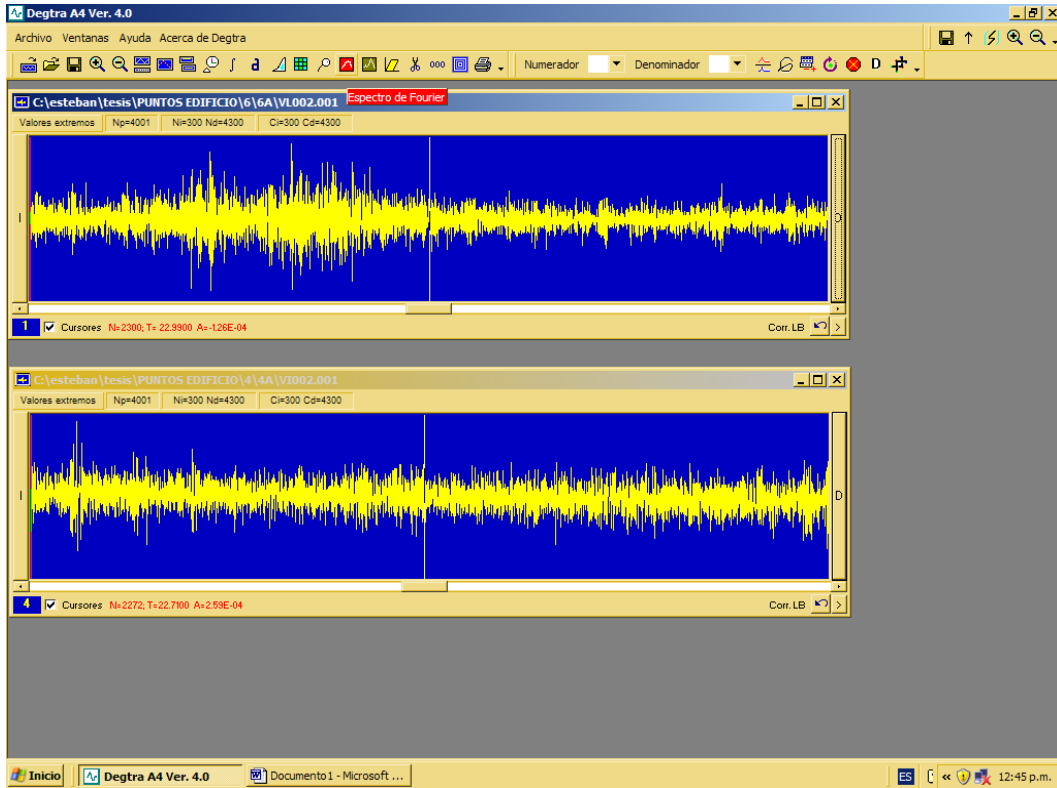 Degtra A4 Ver. 4.0
Archivo Ventanas Ayuda Acerca de Degtra
Numerador Denominador D
Espectro de Fourier
C:\esteban\tesis\PUNTOS EDIFICIO\6\6A\VL002.001
Valores extremos Np=4001 Ni=300 Nd=4300 Ci=300 Cd=4300
I D
1 Cursores N=2300; T= 22.9900 A=-1.26E-04 Corr. LB >
C:\esteban\tesis\PUNTOS EDIFICIO\4\4A\VI002.001
Valores extremos Np=4001 Ni=300 Nd=4300 Ci=300 Cd=4300
I D
4 Cursores N=2272; T=22.7100 A=2.59E-04 Corr. LB >
Inicio Degtra A4 Ver. 4.0 Documento1 - Microsoft ... ES « 12:45 p.m.